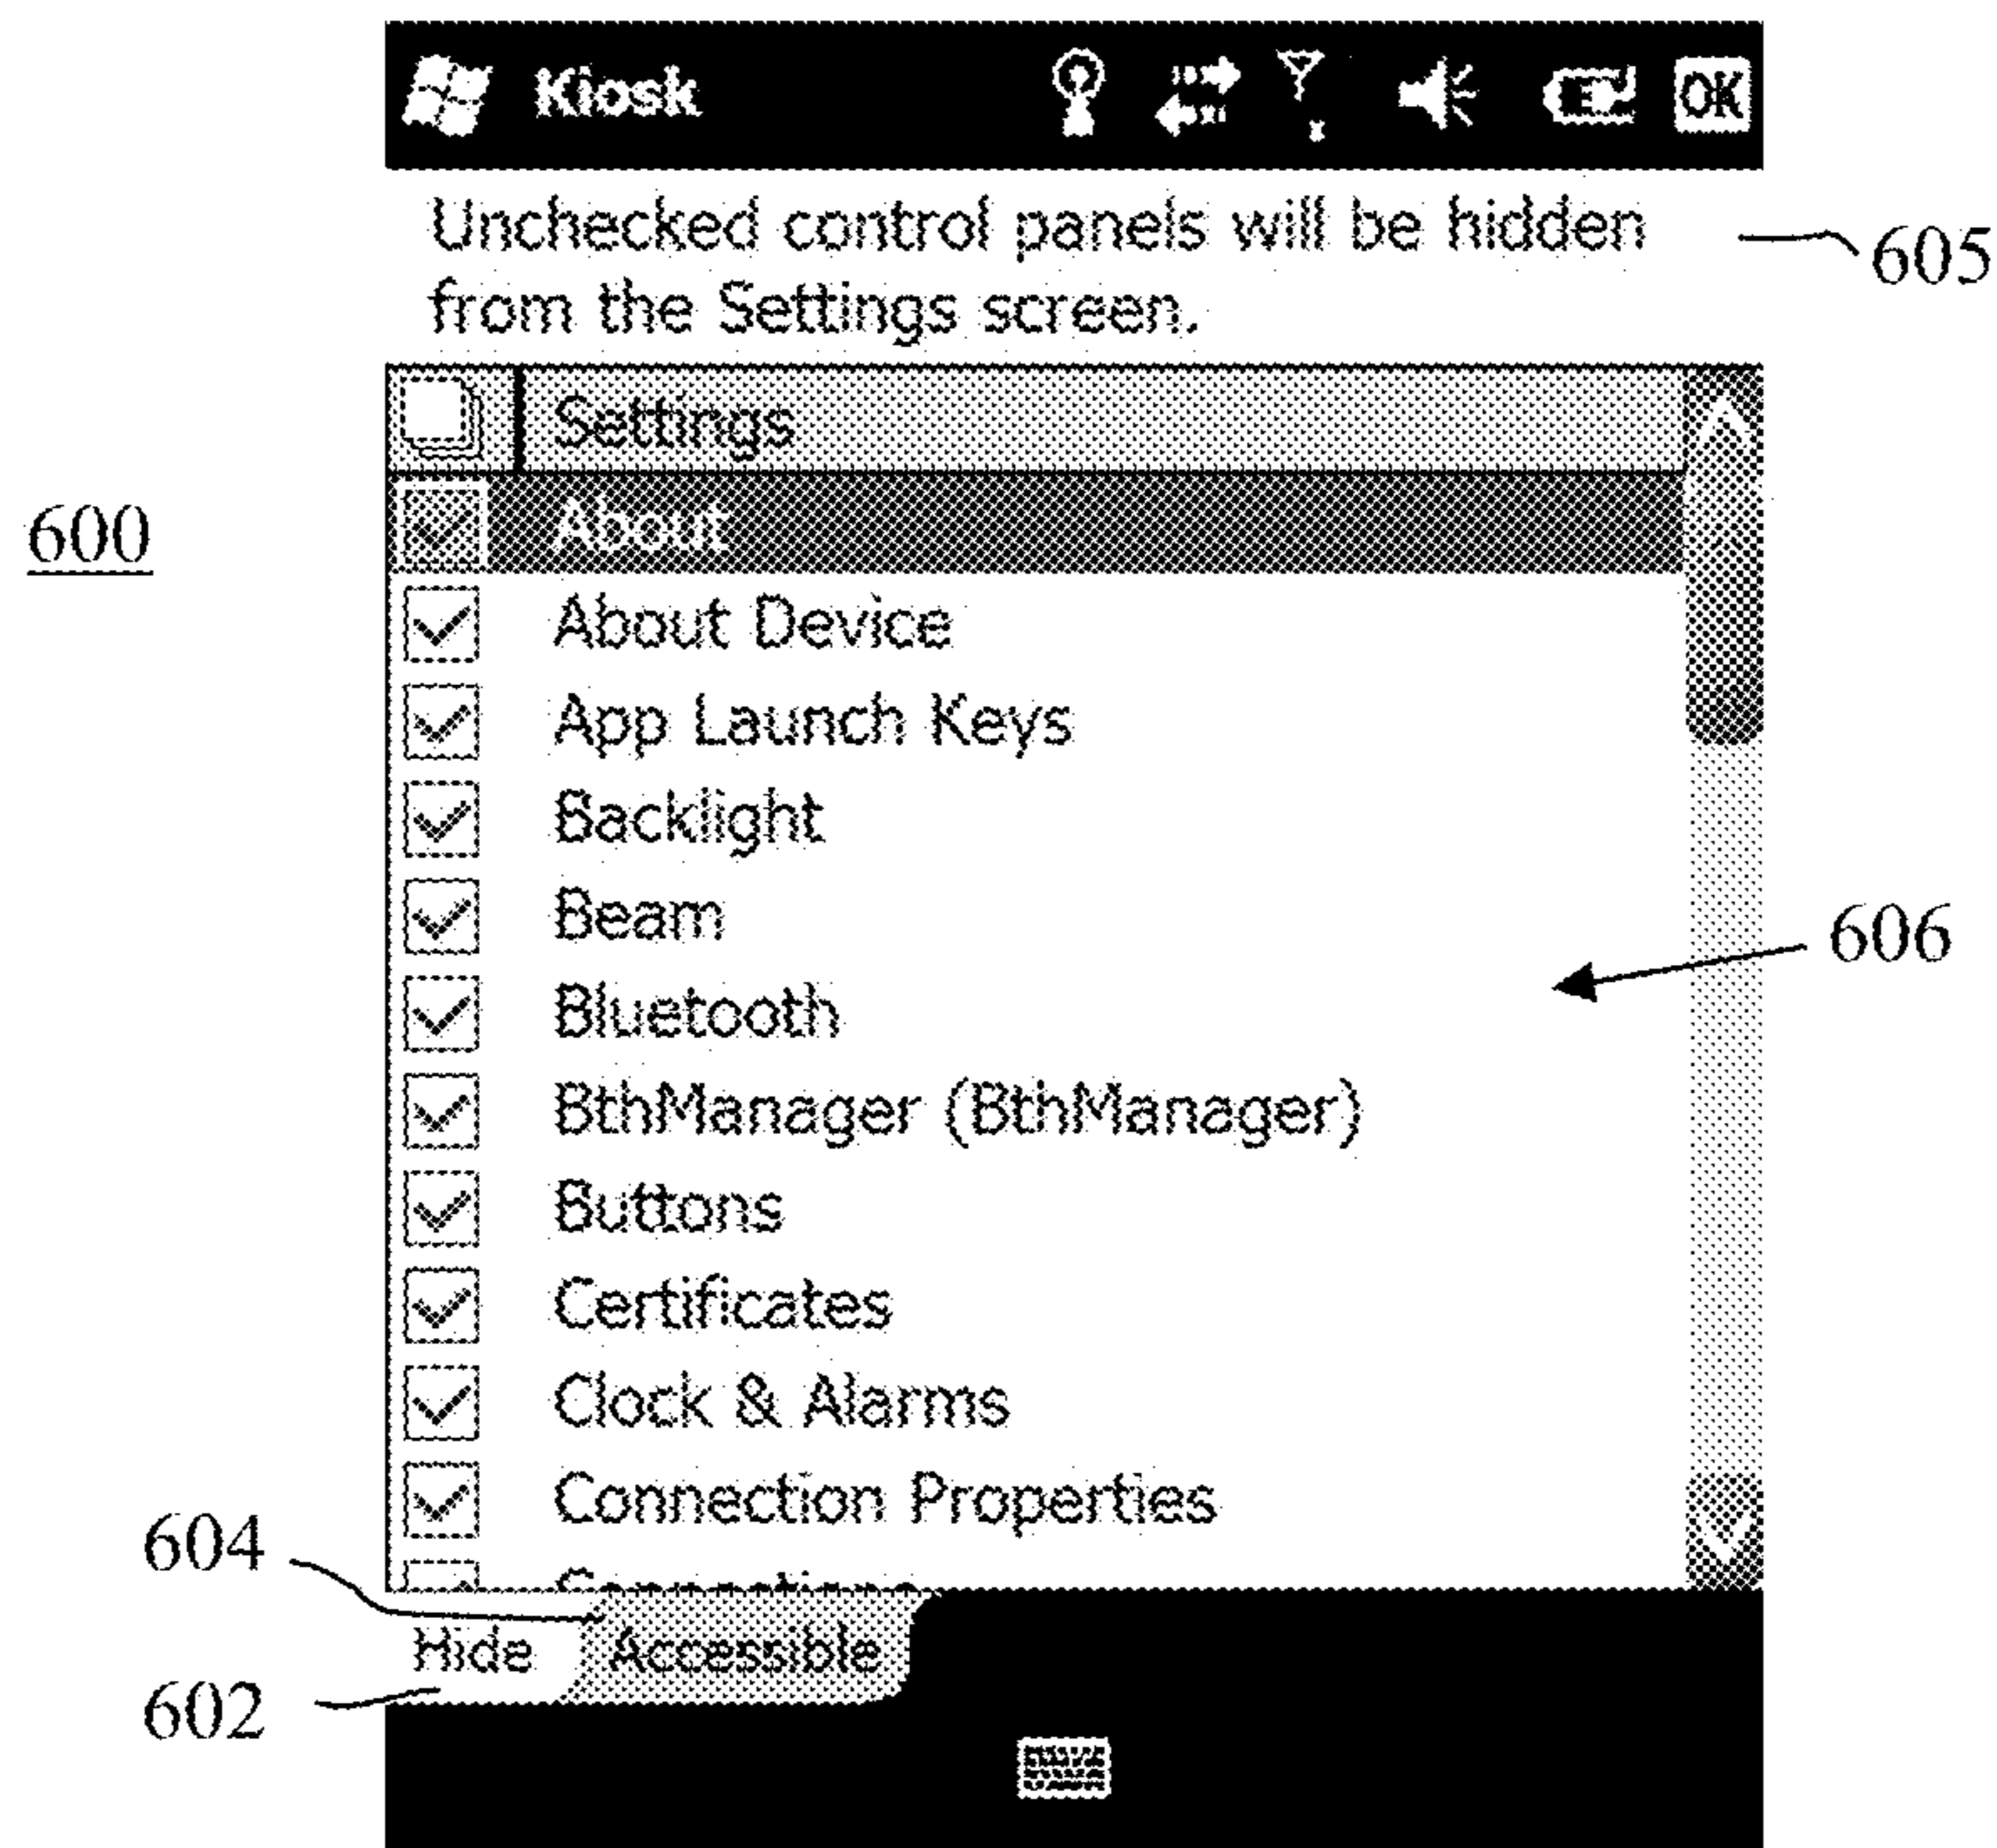 Kiosk OK
Unchecked control panels will be hidden
from the Settings screen.
605
Settings
600
About
About Device
App Launch Keys
Backlight
Beam
606
Bluetooth
BthManager (BthManager)
Buttons
Certificates
Clock & Alarms
Connection Properties
604
Hide Accessible
602